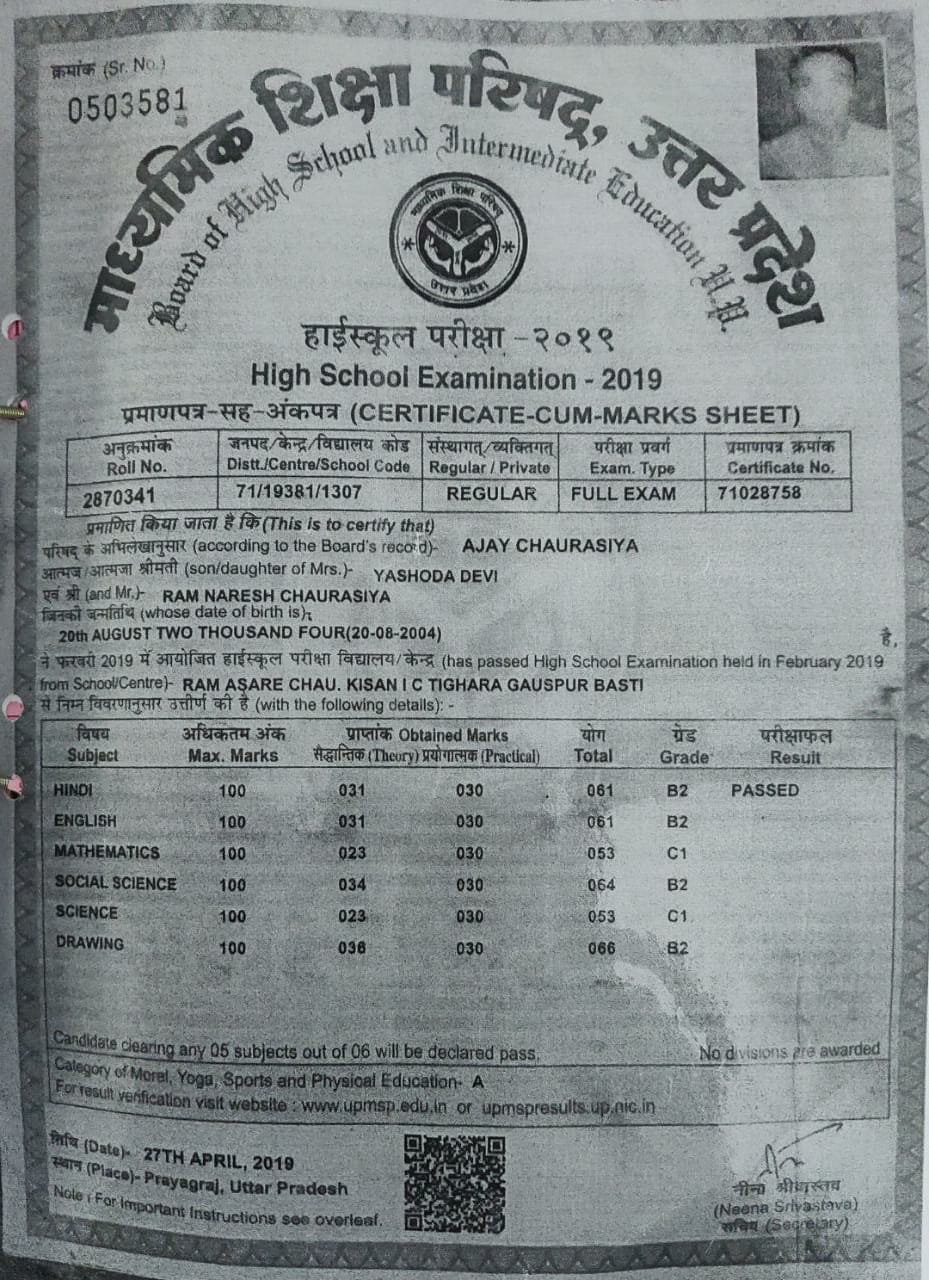 क्रमांक (Sr. No.)
0503581
माध्यमिक शिक्षा परिषद्, उत्तर प्रदेश
Board of High School and Intermediate Education U.P.
माध्यमिक शिक्षा परिषद
उत्तर प्रदेश
हाईस्कूल परीक्षा - २०१९
High School Examination - 2019
प्रमाणपत्र-सह-अंकपत्र (CERTIFICATE-CUM-MARKS SHEET)
अनुक्रमांक जनपद/केन्द्र/विद्यालय कोड संस्थागत्/व्यक्तिगत् परीक्षा प्रवर्ग प्रमाणपत्र क्रमांक
Roll No. Distt./Centre/School Code Regular / Private Exam. Type Certificate No.
2870341 71/19381/1307 REGULAR FULL EXAM 71028758
प्रमाणित किया जाता है कि (This is to certify that)
परिषद् के अभिलेखानुसार (according to the Board's record)- AJAY CHAURASIYA
आत्मज/आत्मजा श्रीमती (son/daughter of Mrs.)- YASHODA DEVI
एवं श्री (and Mr.)- RAM NARESH CHAURASIYA
जिनकी जन्मतिथि (whose date of birth is)-
20th AUGUST TWO THOUSAND FOUR(20-08-2004) है,
ने फरवरी 2019 में आयोजित हाईस्कूल परीक्षा विद्यालय/केन्द्र (has passed High School Examination held in February 2019
from School/Centre)- RAM ASARE CHAU. KISAN I C TIGHARA GAUSPUR BASTI
से निम्न विवरणानुसार उत्तीर्ण की है (with the following details): -
विषय अधिकतम अंक प्राप्तांक Obtained Marks योग ग्रेड परीक्षाफल
Subject Max. Marks सैद्धान्तिक (Theory) प्रयोगात्मक (Practical) Total Grade Result
HINDI 100 031 030 061 B2 PASSED
ENGLISH 100 031 030 061 B2
MATHEMATICS 100 023 030 053 C1
SOCIAL SCIENCE 100 034 030 064 B2
SCIENCE 100 023 030 053 C1
DRAWING 100 036 030 066 B2
Candidate clearing any 05 subjects out of 06 will be declared pass. No divisions are awarded
Category of Moral, Yoga, Sports and Physical Education- A
For result verification visit website : www.upmsp.edu.in or upmspresults.up.nic.in
तिथि (Date)- 27TH APRIL, 2019
स्थान (Place)- Prayagraj, Uttar Pradesh
Note : For Important Instructions see overleaf.
नीना श्रीवास्तव
(Neena Srivastava)
सचिव (Secretary)